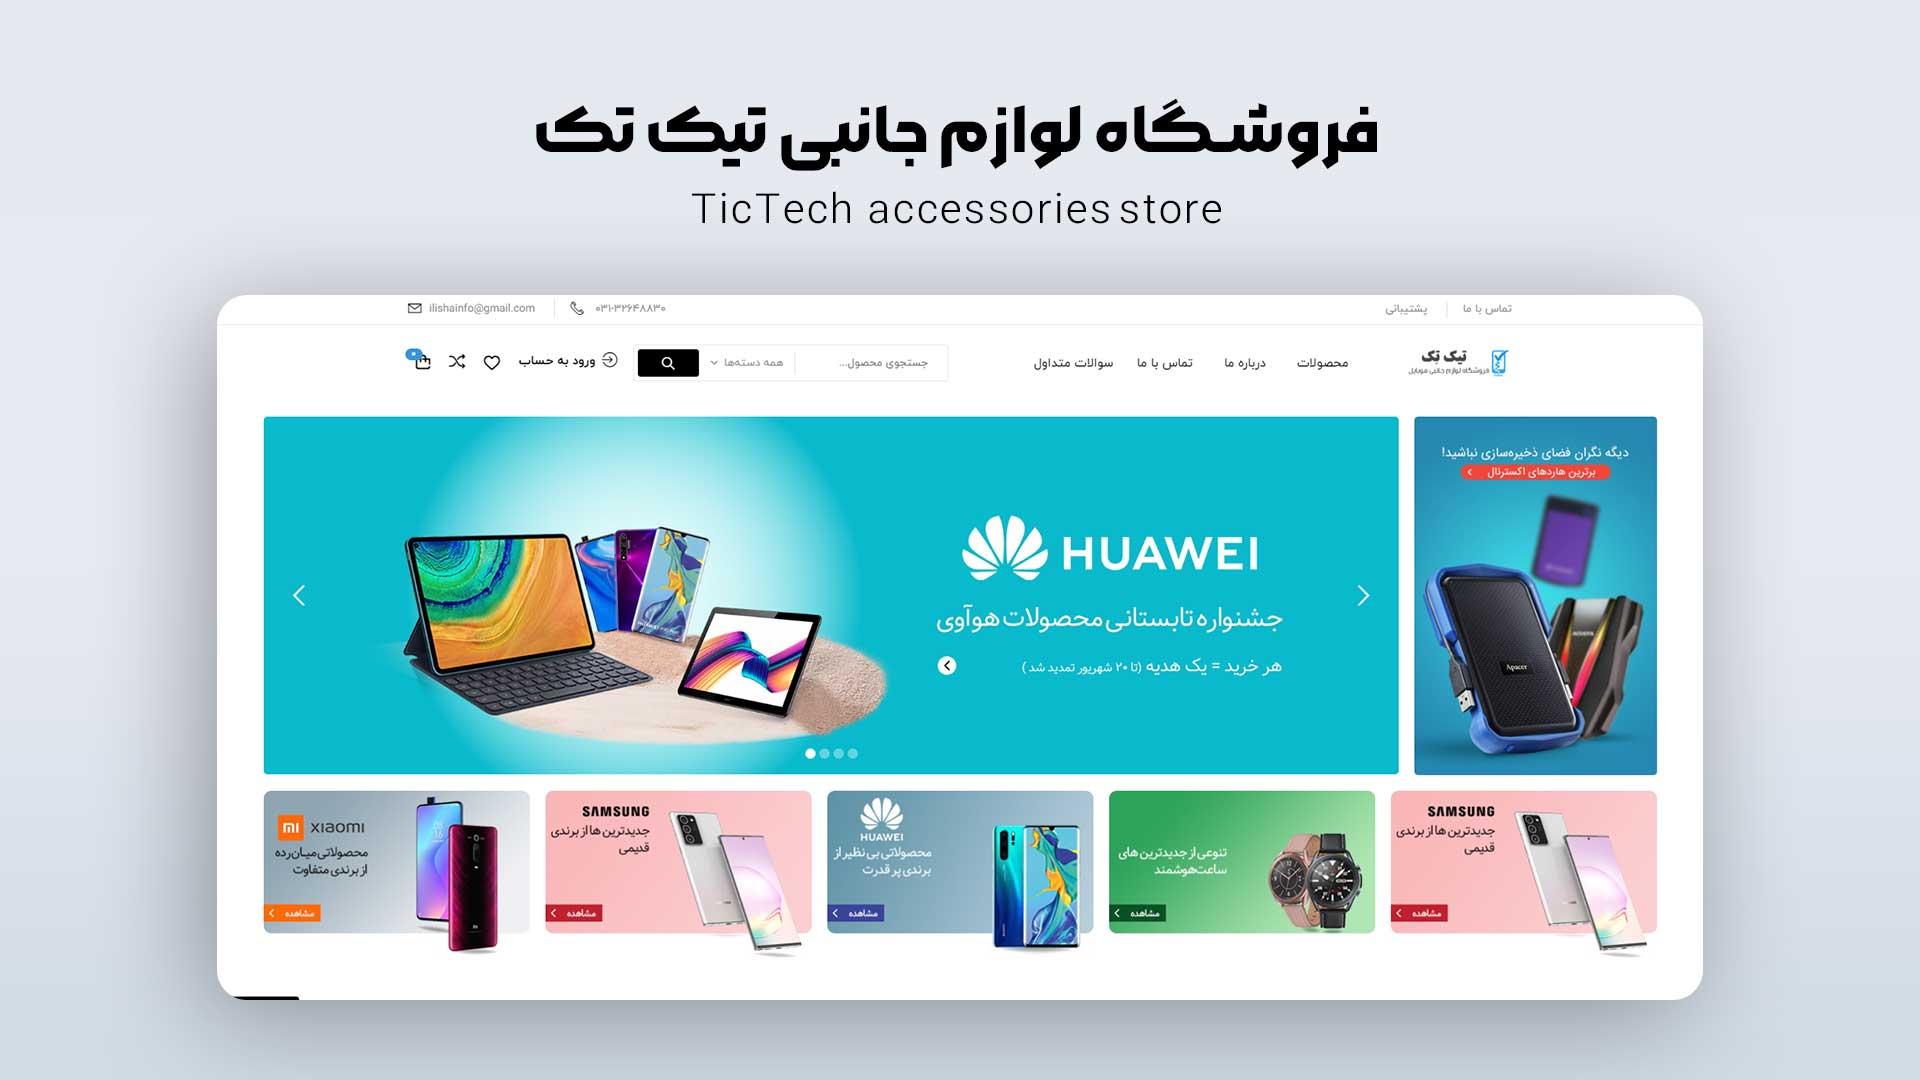 فروشگاه لوازم جانبی تیک تک
TicTech accessories store
تماس با ما
پشتیبانی
۰۳۱-۳۲۶۴۸۸۳۰
ilishainfo@gmail.com
تیک تک
فروشگاه لوازم جانبی موبایل
محصولات
درباره ما
تماس با ما
سوالات متداول
جستجوی محصول...
همه دسته‌ها
ورود به حساب
۰
دیگه نگران فضای ذخیره‌سازی نباشید!
برترین هاردهای اکسترنال
Apacer
HUAWEI
جشنواره تابستانی محصولات هوآوی
هر خرید = یک هدیه (تا ۲۰ شهریور تمدید شد )
SAMSUNG
جدیدترین ها از برندی
قدیمی
مشاهده
تنوعی از جدیدترین های
ساعت‌هوشمند
مشاهده
HUAWEI
محصولاتی بی نظیر از
برندی پر قدرت
مشاهده
SAMSUNG
جدیدترین ها از برندی
قدیمی
مشاهده
mi xiaomi
محصولاتی میان‌رده
از برندی متفاوت
مشاهده